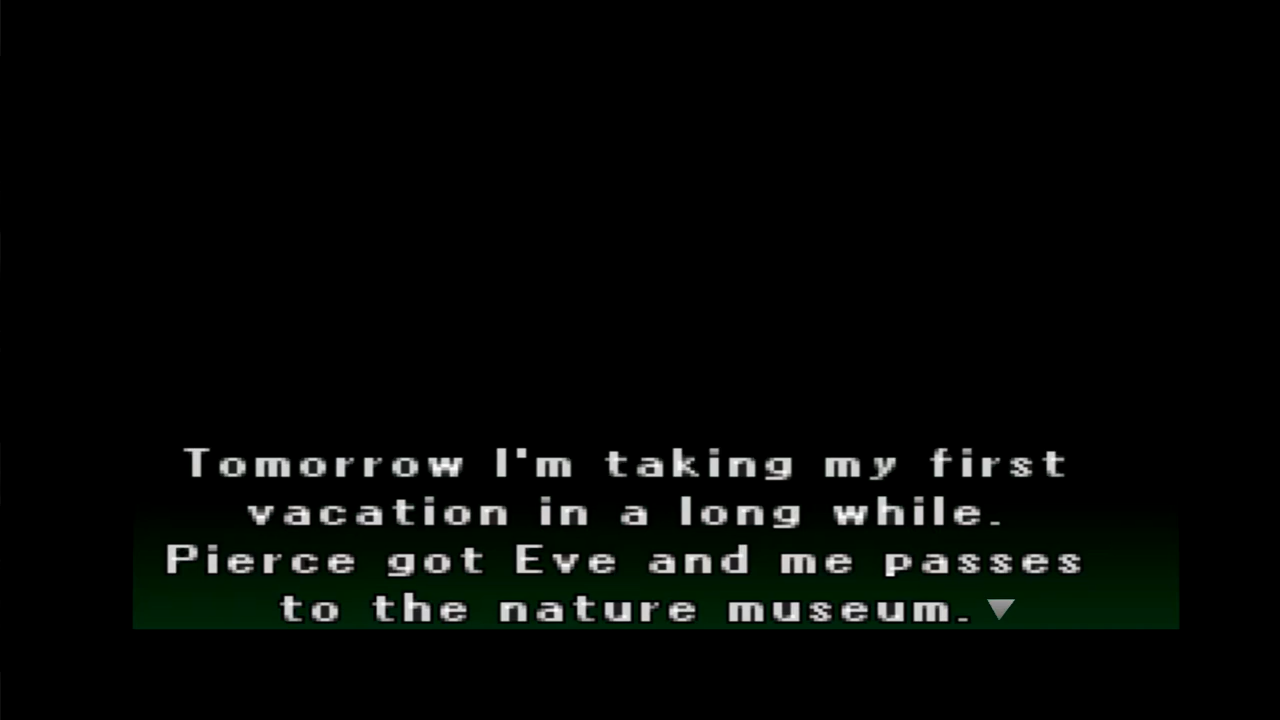 Tomorrow I'm taking my first
vacation in a long while.
Pierce got Eve and me passes
to the nature museum.